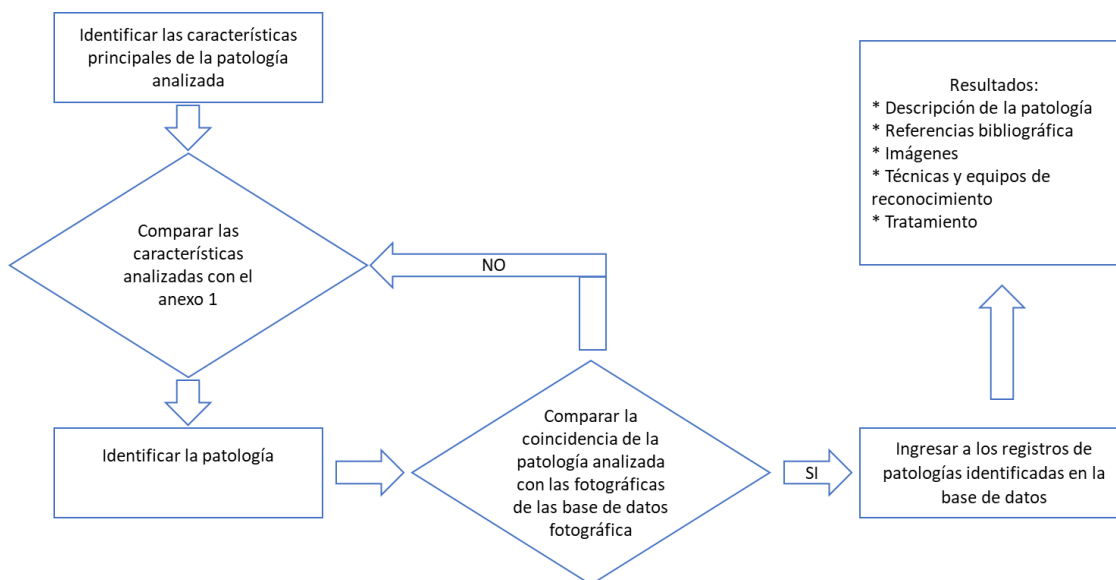 Identificar las características
principales de la patología
analizada
Comparar las
características
analizadas con el
anexo 1
Identificar la patología
NO
Comparar la
coincidencia de la
patología analizada
con las fotográficas
de las base de datos
fotográfica
SI
Ingresar a los registros de
patologías identificadas en la
base de datos
Resultados:
* Descripción de la patología
* Referencias bibliográfica
* Imágenes
* Técnicas y equipos de
reconocimiento
* Tratamiento